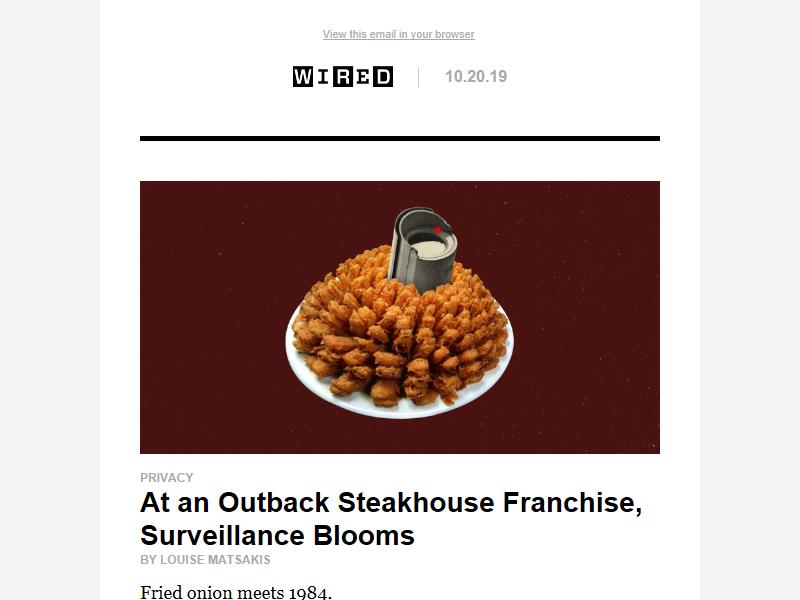 View this email in your browser
WIRED
10.20.19
PRIVACY
At an Outback Steakhouse Franchise,
Surveillance Blooms
BY LOUISE MATSAKIS
Fried onion meets 1984.